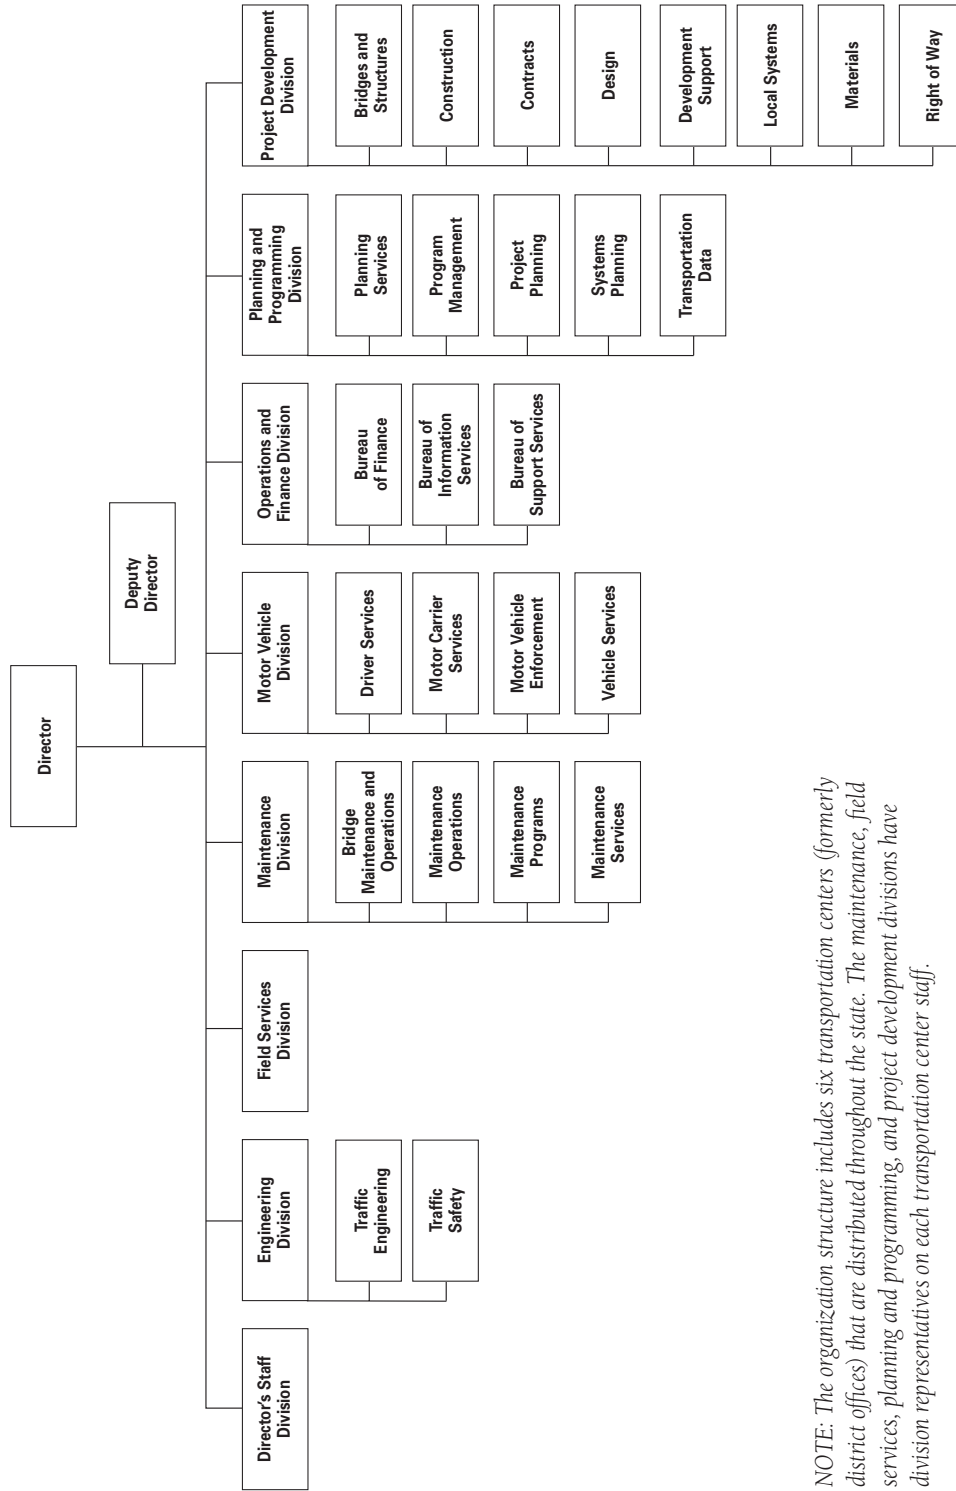 Director
Deputy
Director
Director's Staff
Division
Engineering
Division
Traffic
Engineering
Traffic
Safety
Field Services
Division
Maintenance
Division
Bridge
Maintenance and
Operations
Maintenance
Operations
Maintenance
Programs
Maintenance
Services
Motor Vehicle
Division
Driver Services
Motor Carrier
Services
Motor Vehicle
Enforcement
Vehicle Services
Operations and
Finance Division
Bureau
of Finance
Bureau of
Information
Services
Bureau of
Support Services
Planning and
Programming
Division
Planning
Services
Program
Management
Project
Planning
Systems
Planning
Transportation
Data
Project Development
Division
Bridges and
Structures
Construction
Contracts
Design
Development
Support
Local Systems
Materials
Right of Way
NOTE: The organization structure includes six transportation centers (formerly
district offices) that are distributed throughout the state. The maintenance, field
services, planning and programming, and project development divisions have
division representatives on each transportation center staff.